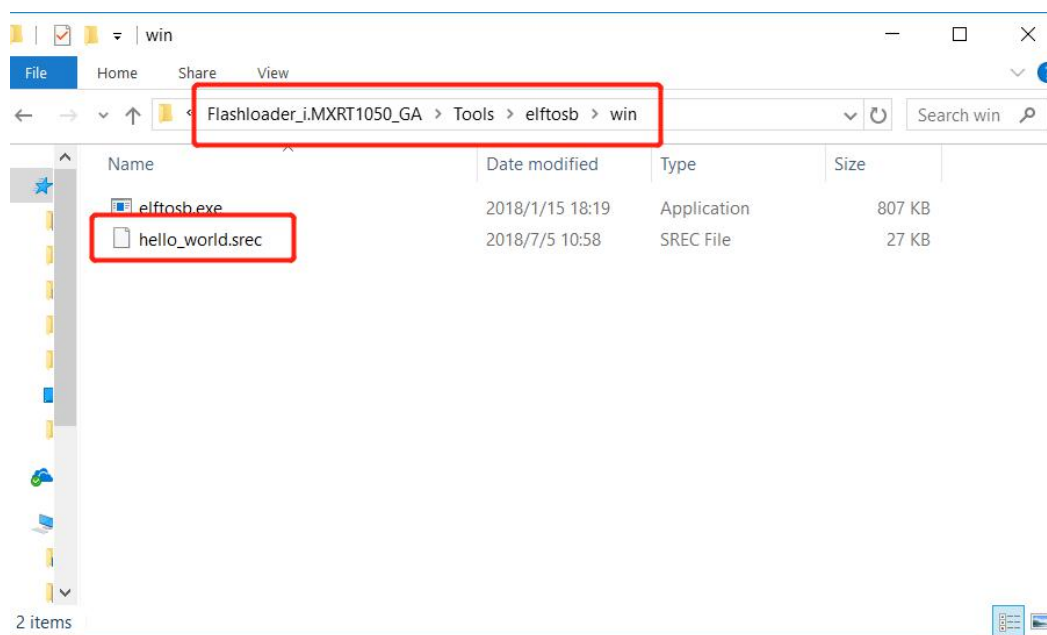 win
File Home Share View
Flashloader_i.MXRT1050_GA > Tools > elftosb > win Search win
Name Date modified Type Size
elftosb.exe 2018/1/15 18:19 Application 807 KB
hello_world.srec 2018/7/5 10:58 SREC File 27 KB
2 items